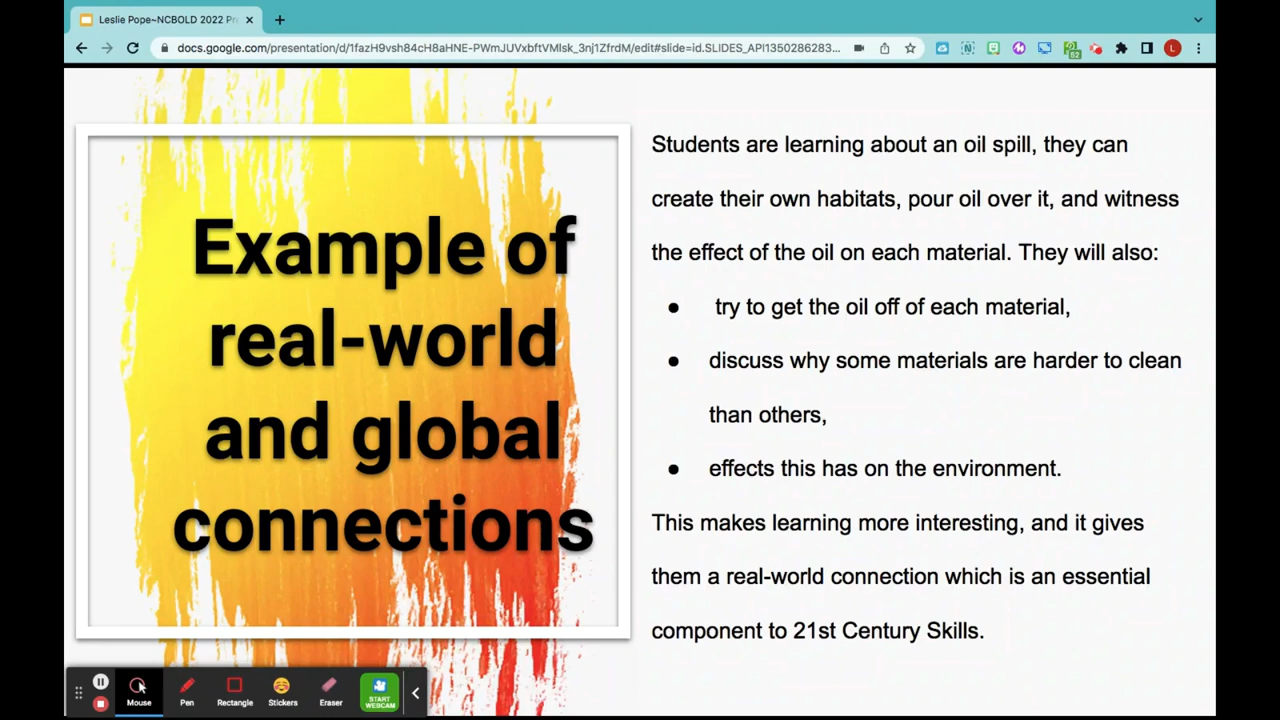 Leslie Pope~NCBOLD 2022 Pr
docs.google.com/presentation/d/1fazH9vsh84cH8aHNE-PWmJUVxbftVMlsk_3nj1ZfrdM/edit#slide=id.SLIDES_API1350286283...
52
L
Example of
real-world
and global
connections
Students are learning about an oil spill, they can
create their own habitats, pour oil over it, and witness
the effect of the oil on each material. They will also:
● try to get the oil off of each material,
● discuss why some materials are harder to clean
than others,
● effects this has on the environment.
This makes learning more interesting, and it gives
them a real-world connection which is an essential
component to 21st Century Skills.
Mouse
Pen
Rectangle
Stickers
Eraser
START
WEBCAM